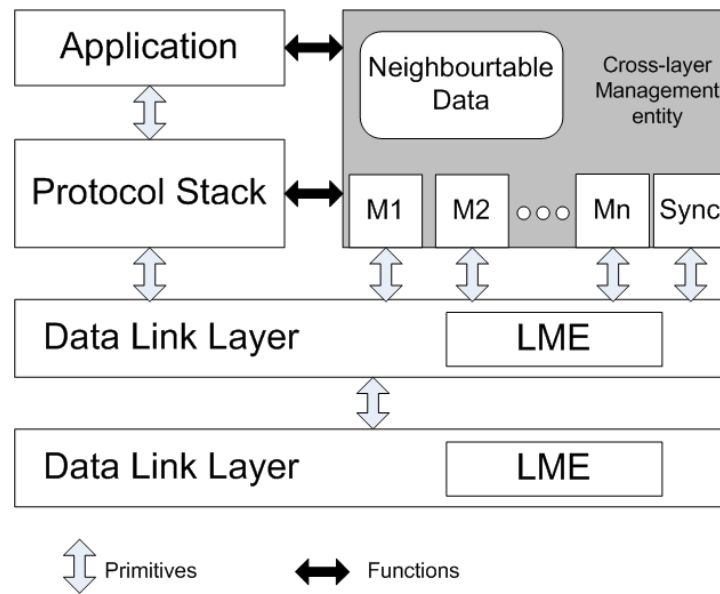 Application
Neighbourtable
Data
Cross-layer
Management
entity
Protocol Stack
M1
M2
Mn
Sync
Data Link Layer
LME
Data Link Layer
LME
Primitives
Functions